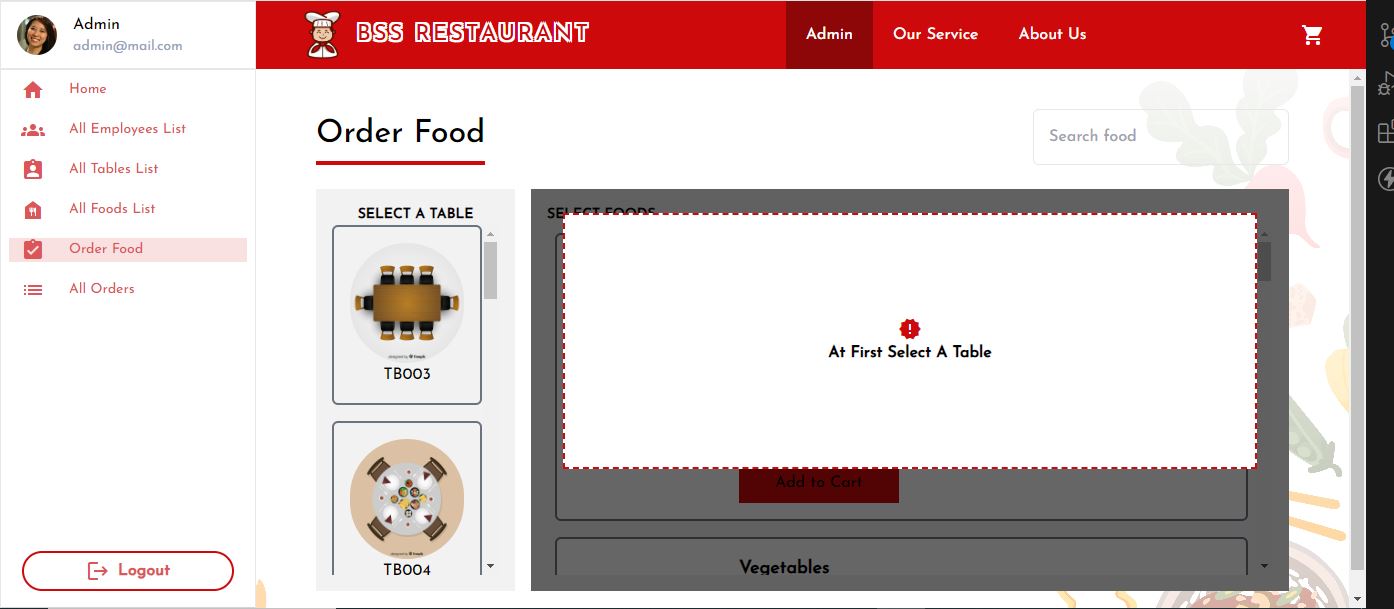 Admin
admin@mail.com
BSS RESTAURANT
Admin
Our Service
About Us
Home
All Employees List
All Tables List
All Foods List
Order Food
All Orders
Logout
Order Food
Search food
SELECT A TABLE
TB003
TB004
SELECT FOODS
At First Select A Table
Add to Cart
Vegetables